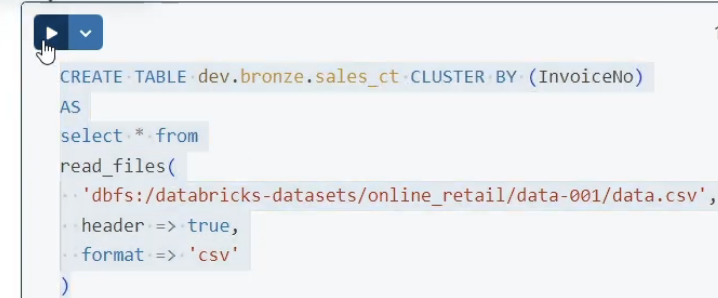 CREATE TABLE dev.bronze.sales_ct CLUSTER BY (InvoiceNo)
AS
select * from
read_files(
'dbfs:/databricks-datasets/online_retail/data-001/data.csv',
header => true,
format => 'csv'
)